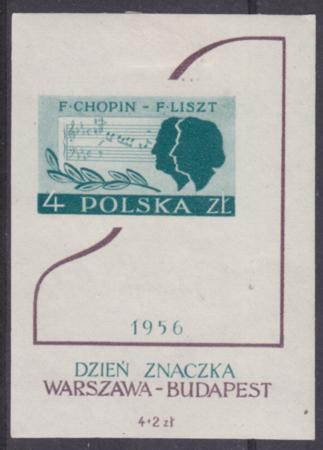 F·CHOPIN - F·LISZT
4 POLSKA ZŁ
1956
DZIEŃ ZNACZKA
WARSZAWA-BUDAPEST
4+2 zł